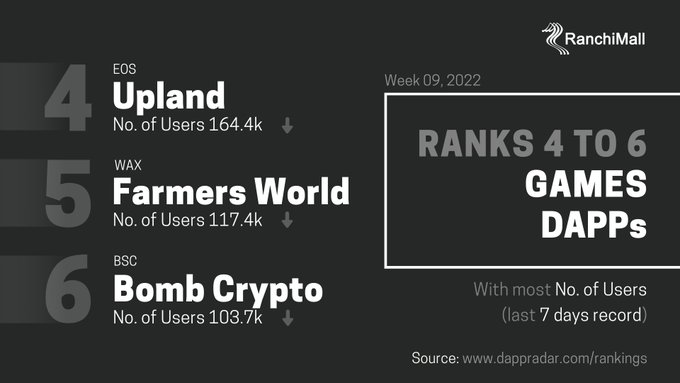 RanchiMall
Week 09, 2022
RANKS 4 TO 6
GAMES
DAPPs
4
EOS
Upland
No. of Users 164.4k
5
WAX
Farmers World
No. of Users 117.4k
6
BSC
Bomb Crypto
No. of Users 103.7k
With most No. of Users
(last 7 days record)
Source: www.dappradar.com/rankings